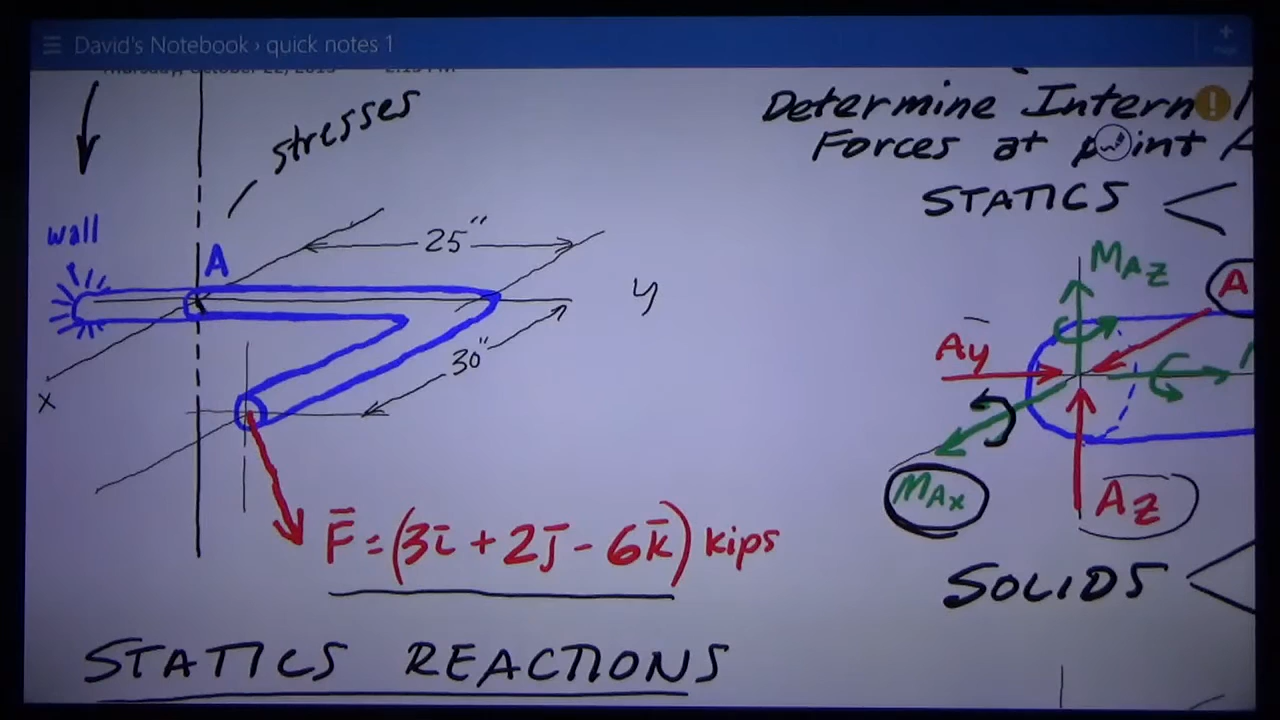 David's Notebook › quick notes 1
stresses
wall
A
25"
y
30"
x
F̅ = (3i̅ + 2j̅ - 6k̅) kips
STATICS REACTIONS
Determine
Forces at point A
STATICS
MAz
A
Ay
MAx
Az
SOLIDS